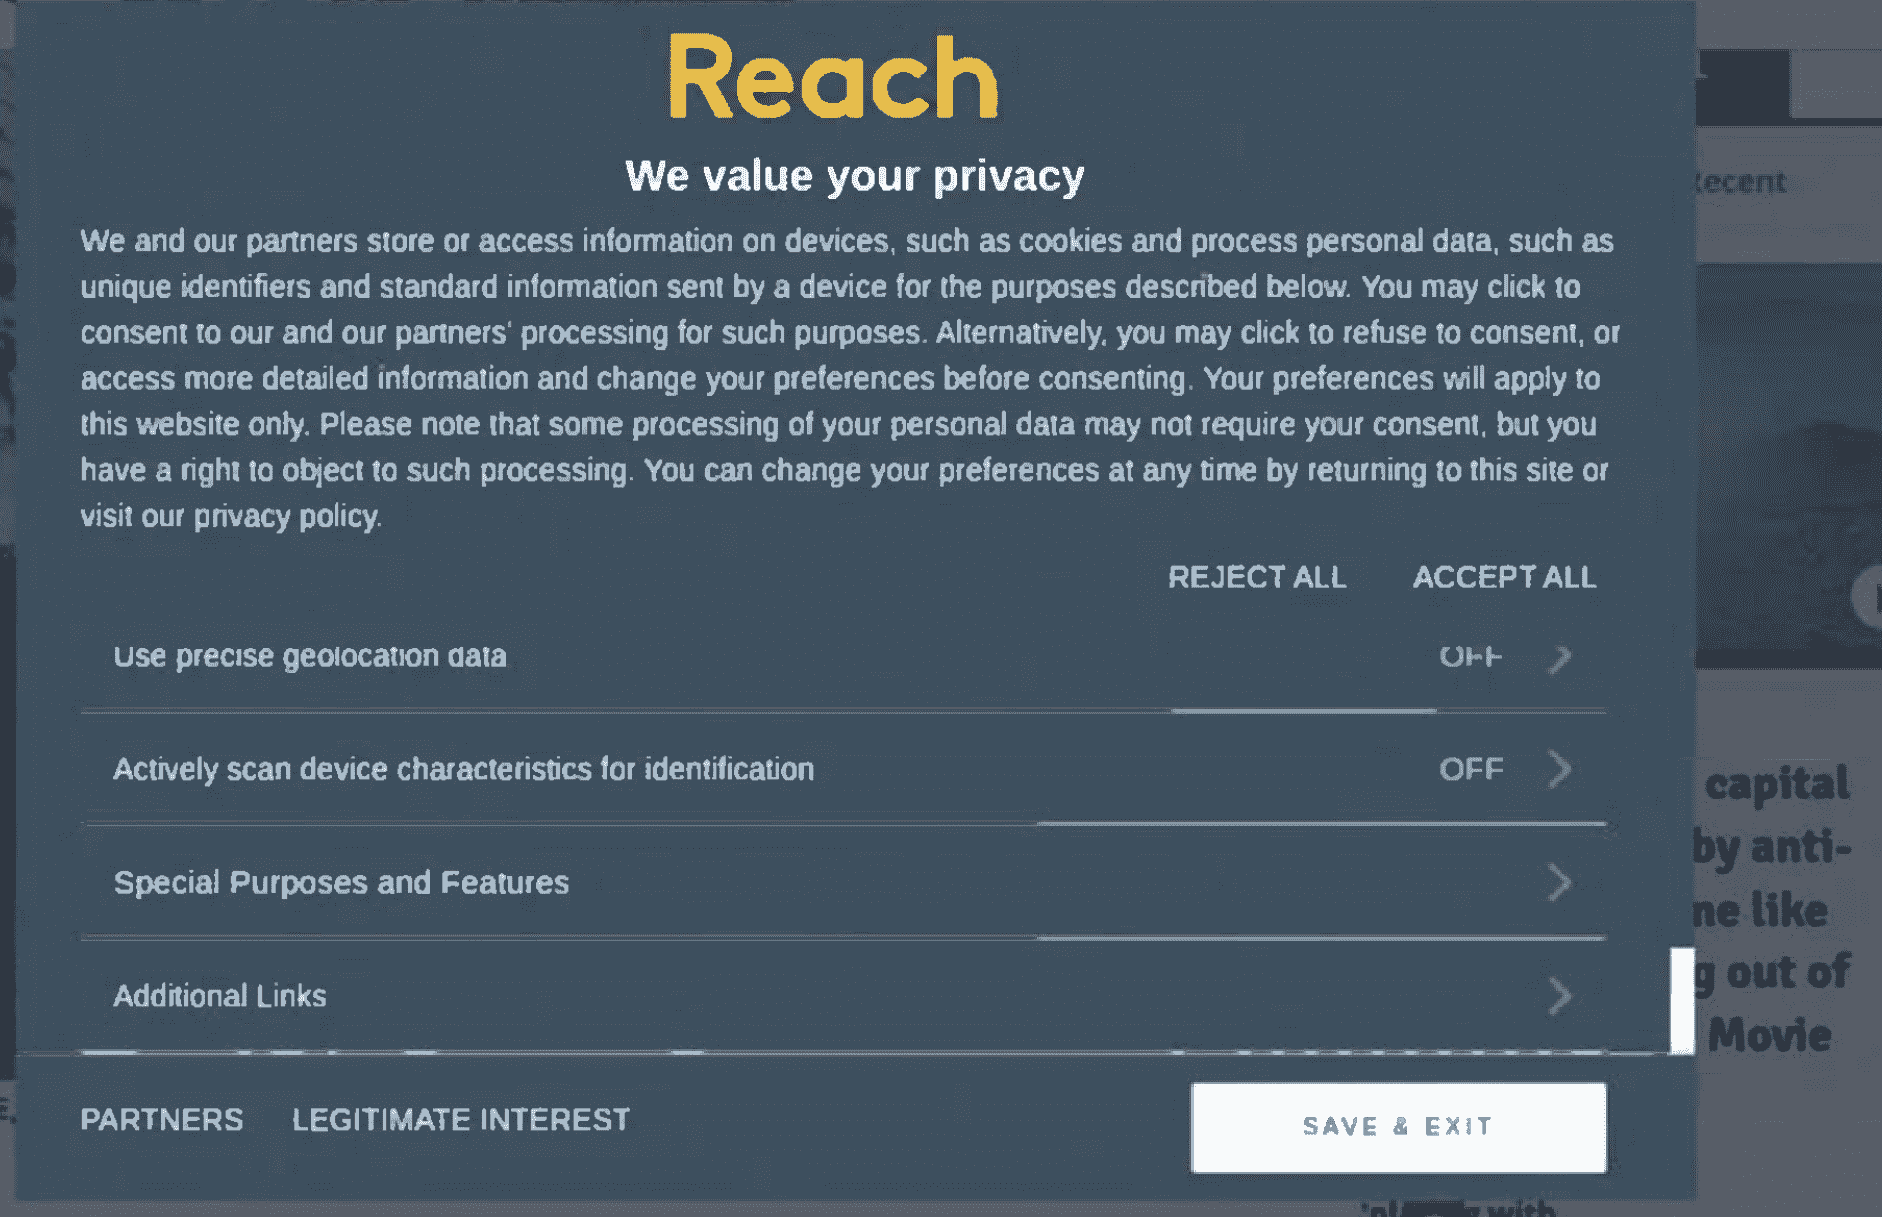 Reach
We value your privacy
We and our partners store or access information on devices, such as cookies and process personal data, such as
unique identifiers and standard information sent by a device for the purposes described below. You may click to
consent to our and our partners' processing for such purposes. Alternatively, you may click to refuse to consent, or
access more detailed information and change your preferences before consenting. Your preferences will apply to
this website only. Please note that some processing of your personal data may not require your consent, but you
have a right to object to such processing. You can change your preferences at any time by returning to this site or
visit our privacy policy.
REJECT ALL ACCEPT ALL
Use precise geolocation data OFF
Actively scan device characteristics for identification OFF
Special Purposes and Features
Additional Links
PARTNERS LEGITIMATE INTEREST SAVE & EXIT
capital
by anti-
like
out of
Movie
with